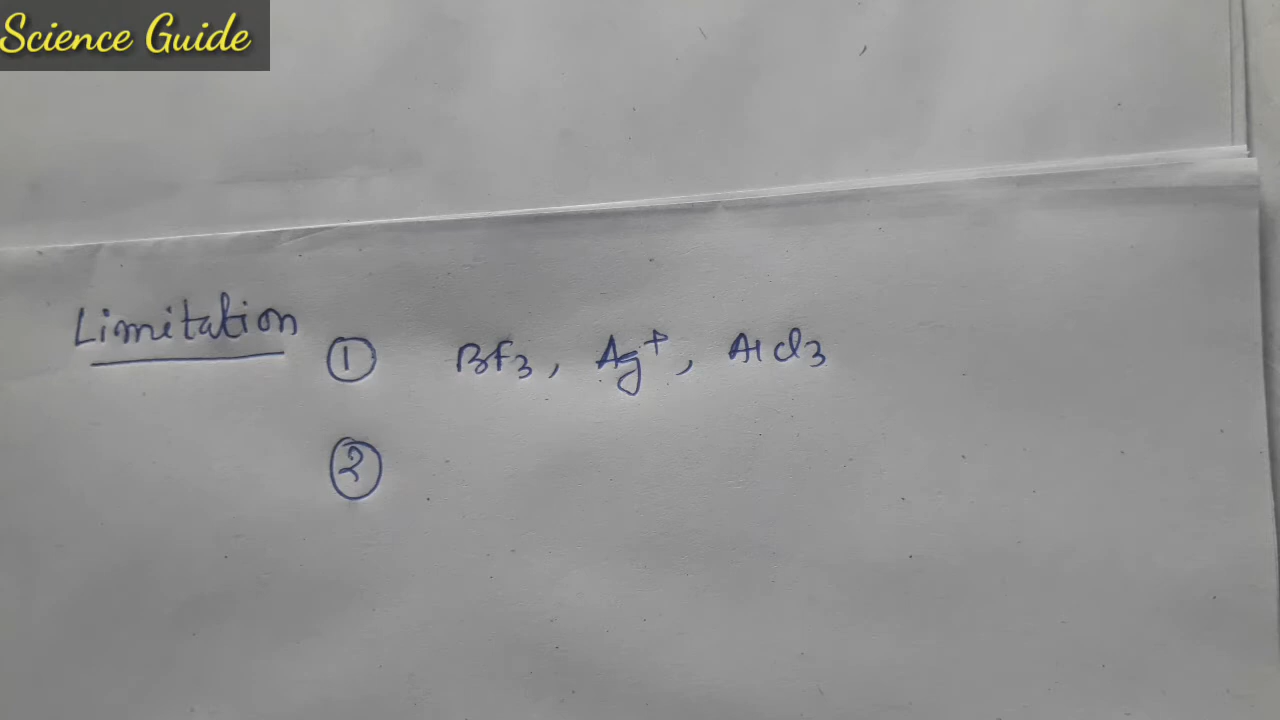 Science Guide
Limitation
① BF3, Ag+, AlCl3
②